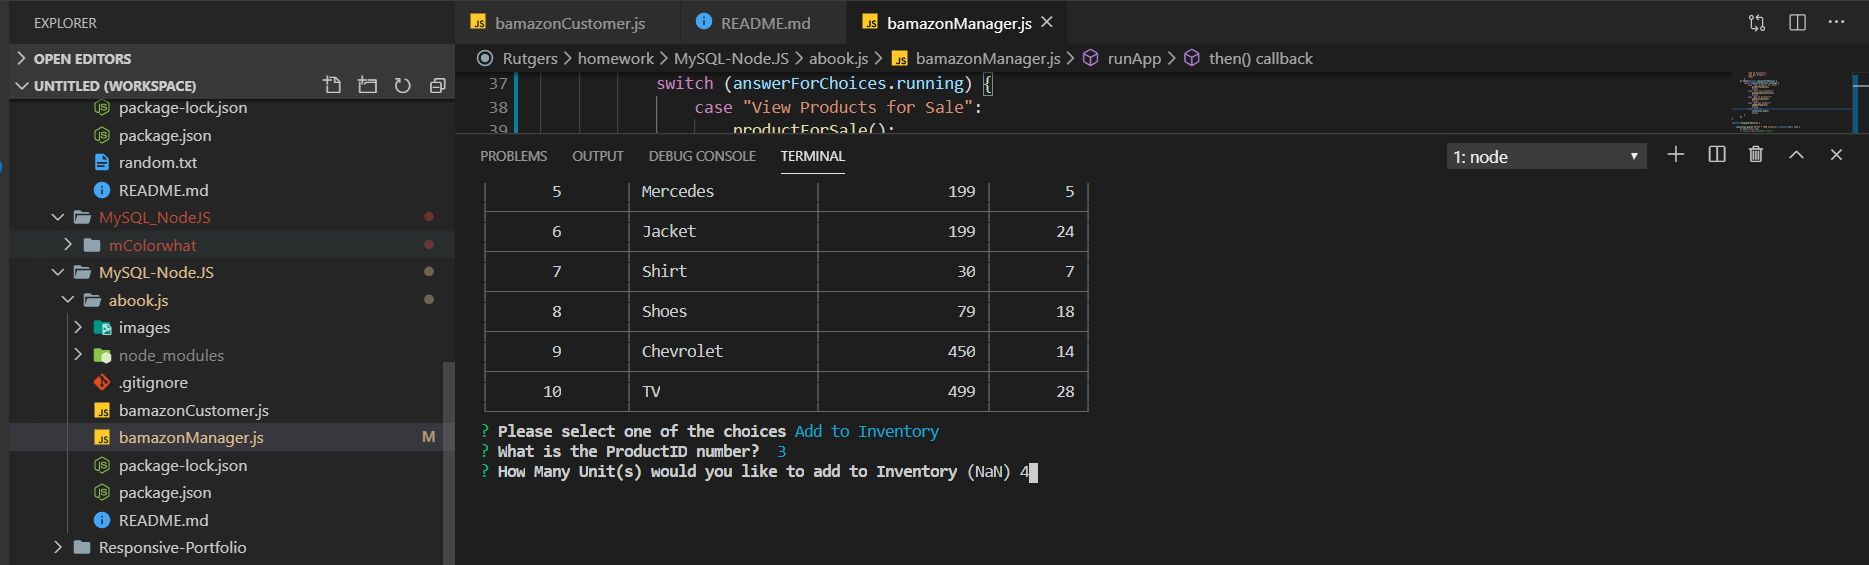 EXPLORER
OPEN EDITORS
UNTITLED (WORKSPACE)
package-lock.json
package.json
random.txt
README.md
MySQL_NodeJS
mColorwhat
MySQL-Node.JS
abook.js
images
node_modules
.gitignore
JS bamazonCustomer.js
JS bamazonManager.js M
package-lock.json
package.json
README.md
Responsive-Portfolio
JS bamazonCustomer.js README.md JS bamazonManager.js
Rutgers > homework > MySQL-Node.JS > abook.js > JS bamazonManager.js > runApp > then() callback
37 switch (answerForChoices.running) {
38 case "View Products for Sale":
39 productForSale();
PROBLEMS OUTPUT DEBUG CONSOLE TERMINAL 1: node
5 Mercedes 199 5
6 Jacket 199 24
7 Shirt 30 7
8 Shoes 79 18
9 Chevrolet 450 14
10 TV 499 28
? Please select one of the choices Add to Inventory
? What is the ProductID number? 3
? How Many Unit(s) would you like to add to Inventory (NaN) 4